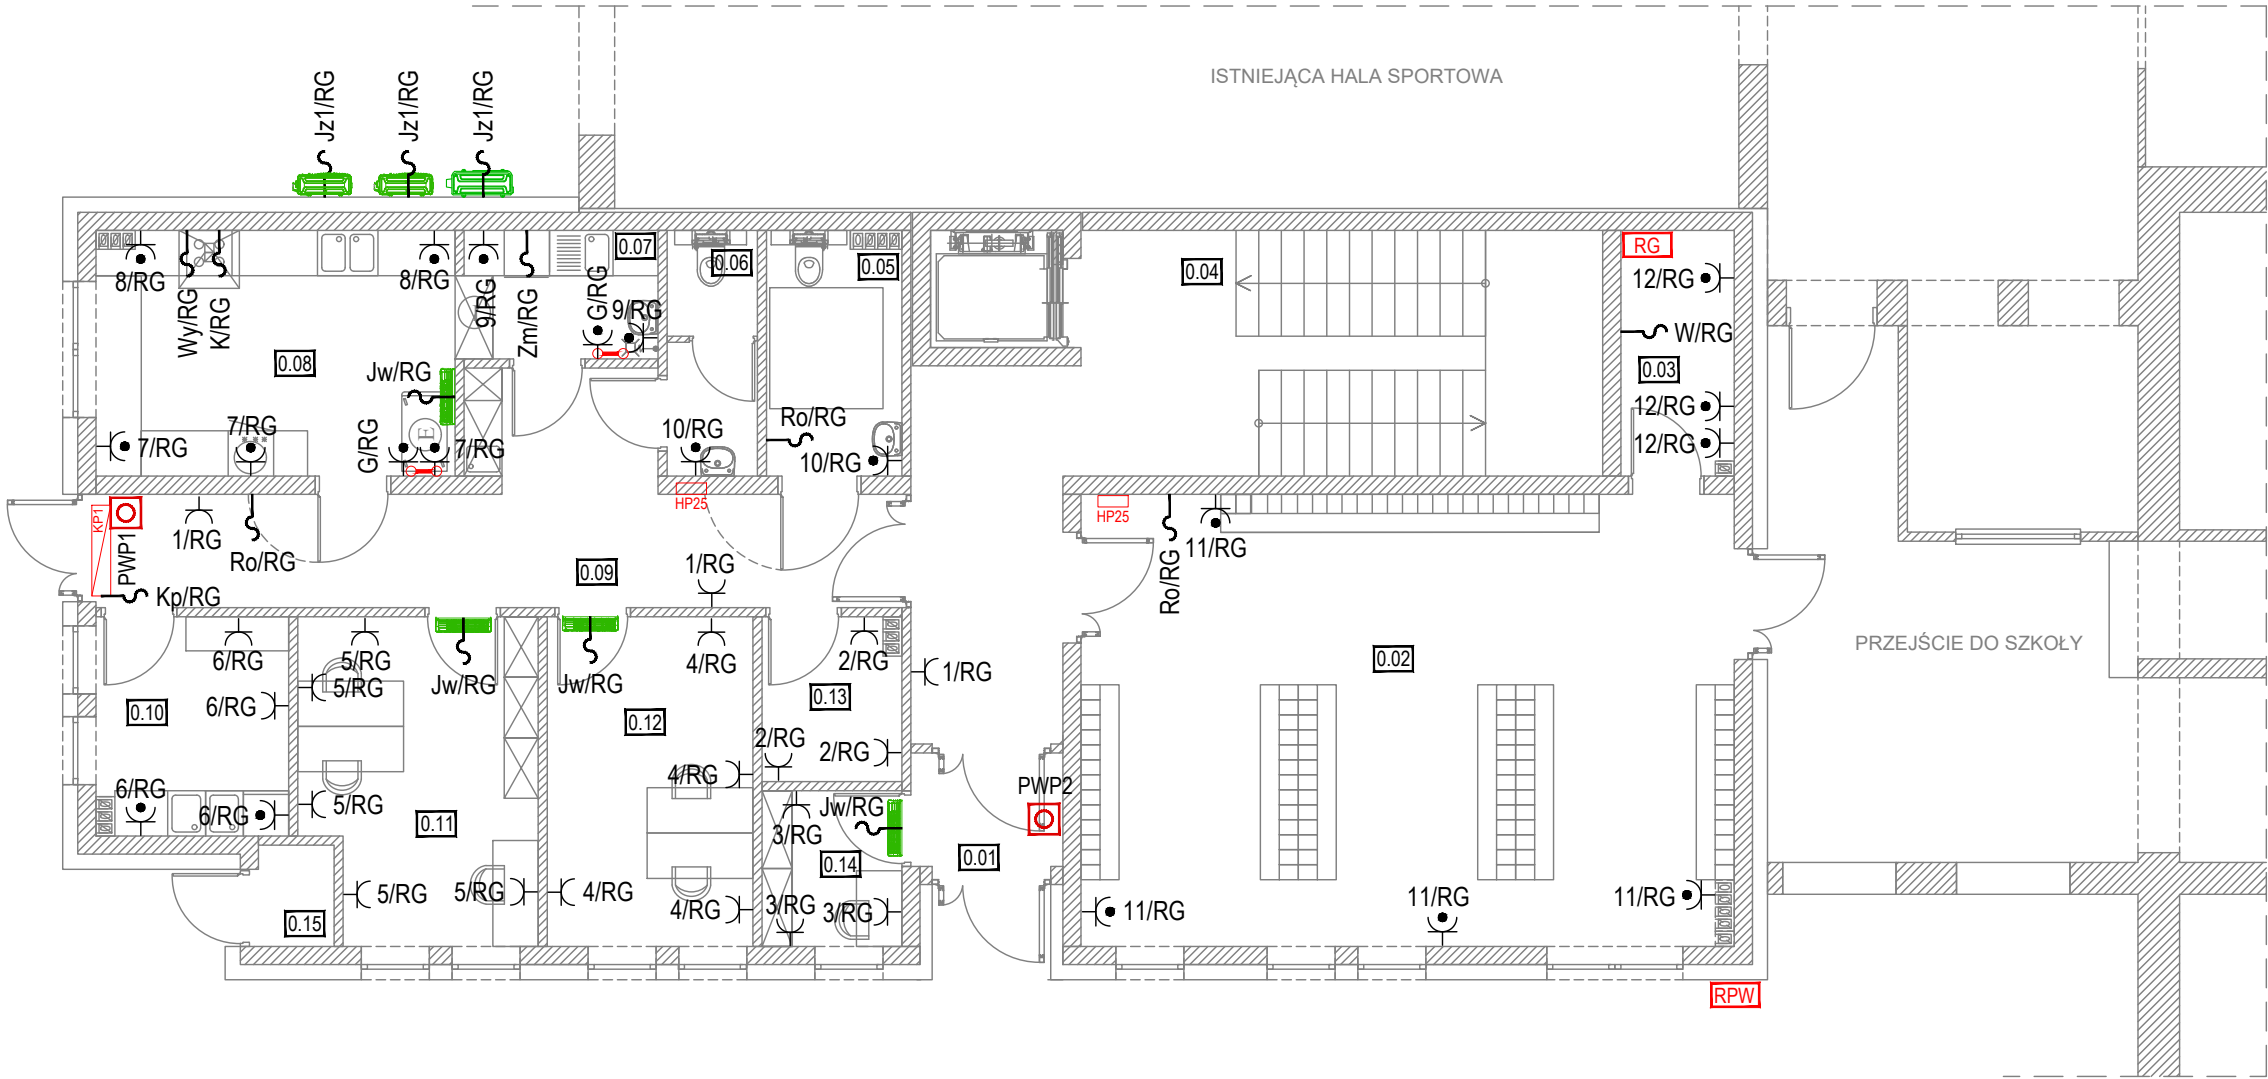 ISTNIEJĄCA HALA SPORTOWA
Jz1/RG
Jz1/RG
Jz1/RG
8/RG
Wy/RG
K/RG
8/RG
9/RG
Zm/RG
G/RG
9/RG
0.07
0.06
0.05
0.04
RG
12/RG
W/RG
0.03
12/RG
12/RG
0.08
Jw/RG
7/RG
7/RG
G/RG
E
7/RG
10/RG
Ro/RG
10/RG
HP25
HP25
KP1
PWP1
1/RG
Ro/RG
Kp/RG
0.09
1/RG
Ro/RG
11/RG
6/RG
5/RG
5/RG
Jw/RG
Jw/RG
4/RG
2/RG
1/RG
0.02
PRZEJŚCIE DO SZKOŁY
0.10
6/RG
0.12
0.13
2/RG
2/RG
4/RG
6/RG
6/RG
5/RG
0.11
3/RG
Jw/RG
PWP2
0.14
0.01
5/RG
5/RG
4/RG
4/RG
3/RG
3/RG
0.15
11/RG
11/RG
11/RG
RPW